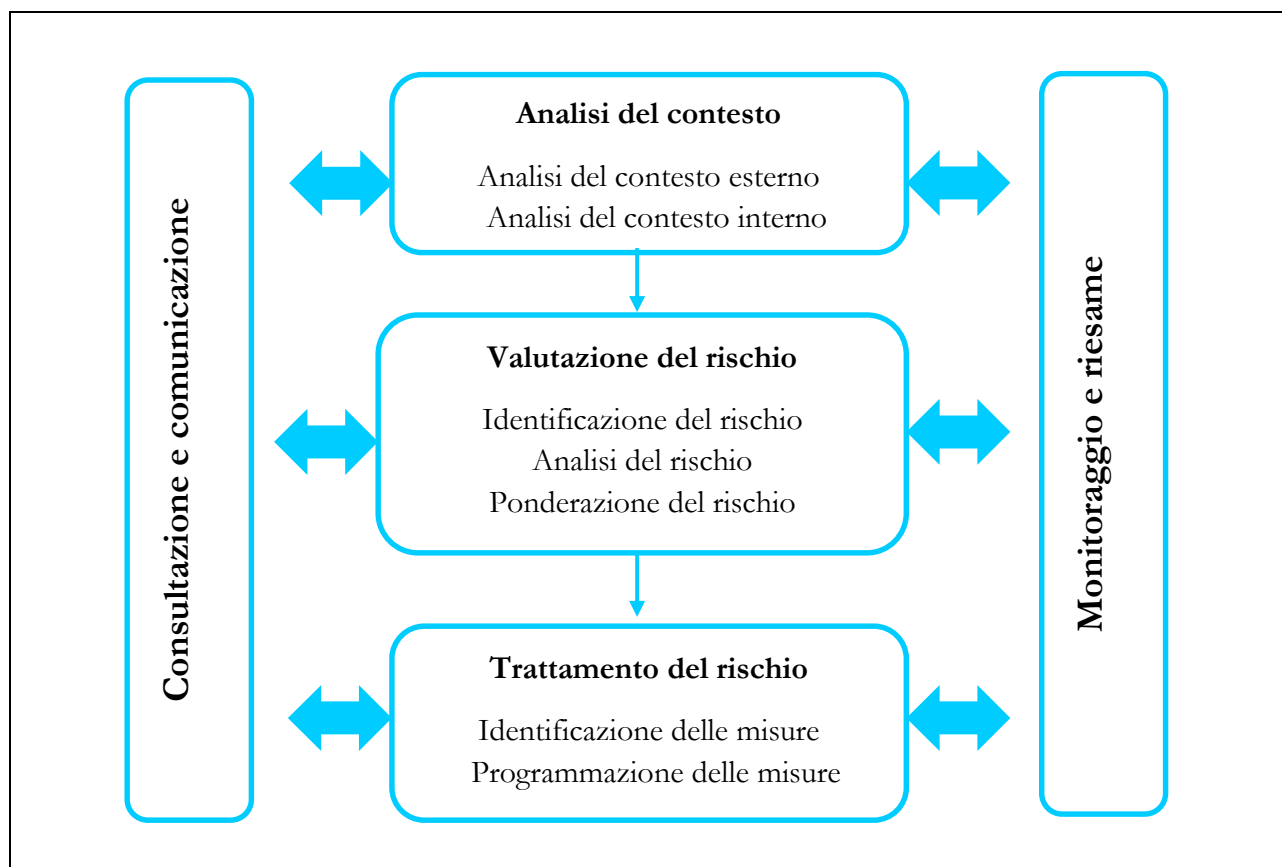 Consultazione e comunicazione
Analisi del contesto
Analisi del contesto esterno
Analisi del contesto interno
Valutazione del rischio
Identificazione del rischio
Analisi del rischio
Ponderazione del rischio
Trattamento del rischio
Identificazione delle misure
Programmazione delle misure
Monitoraggio e riesame